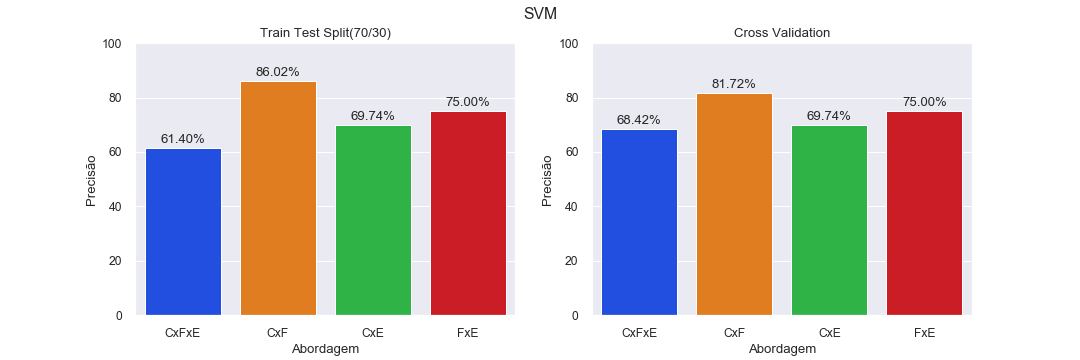 SVM
Train Test Split(70/30)
100
80
60
40
20
0
Precisão
61.40%
86.02%
69.74%
75.00%
CxFxE
CxF
CxE
FxE
Abordagem
Cross Validation
100
80
60
40
20
0
Precisão
68.42%
81.72%
69.74%
75.00%
CxFxE
CxF
CxE
FxE
Abordagem